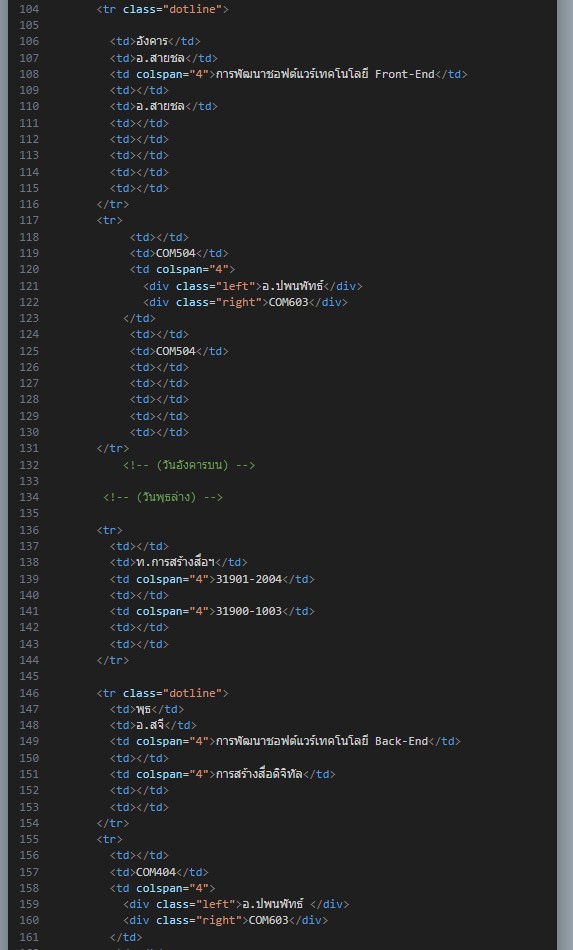 104 <tr class="dotline">
105
106 <td>อังคาร</td>
107 <td>อ.สายชล</td>
108 <td colspan="4">การพัฒนาซอฟต์แวร์เทคโนโลยี Front-End</td>
109 <td></td>
110 <td>อ.สายชล</td>
111 <td></td>
112 <td></td>
113 <td></td>
114 <td></td>
115 <td></td>
116 </tr>
117 <tr>
118 <td></td>
119 <td>COM504</td>
120 <td colspan="4">
121 <div class="left">อ.ปพนพัทธ์</div>
122 <div class="right">COM603</div>
123 </td>
124 <td></td>
125 <td>COM504</td>
126 <td></td>
127 <td></td>
128 <td></td>
129 <td></td>
130 <td></td>
131 </tr>
132 <!-- (วันอังคารบน) -->
133
134 <!-- (วันพุธล่าง) -->
135
136 <tr>
137 <td></td>
138 <td>ท.การสร้างสื่อฯ</td>
139 <td colspan="4">31901-2004</td>
140 <td></td>
141 <td colspan="4">31900-1003</td>
142 <td></td>
143 <td></td>
144 </tr>
145
146 <tr class="dotline">
147 <td>พุธ</td>
148 <td>อ.สจี</td>
149 <td colspan="4">การพัฒนาซอฟต์แวร์เทคโนโลยี Back-End</td>
150 <td></td>
151 <td colspan="4">การสร้างสื่อดิจิทัล</td>
152 <td></td>
153 <td></td>
154 </tr>
155 <tr>
156 <td></td>
157 <td>COM404</td>
158 <td colspan="4">
159 <div class="left">อ.ปพนพัทธ์ </div>
160 <div class="right">COM603</div>
161 </td>